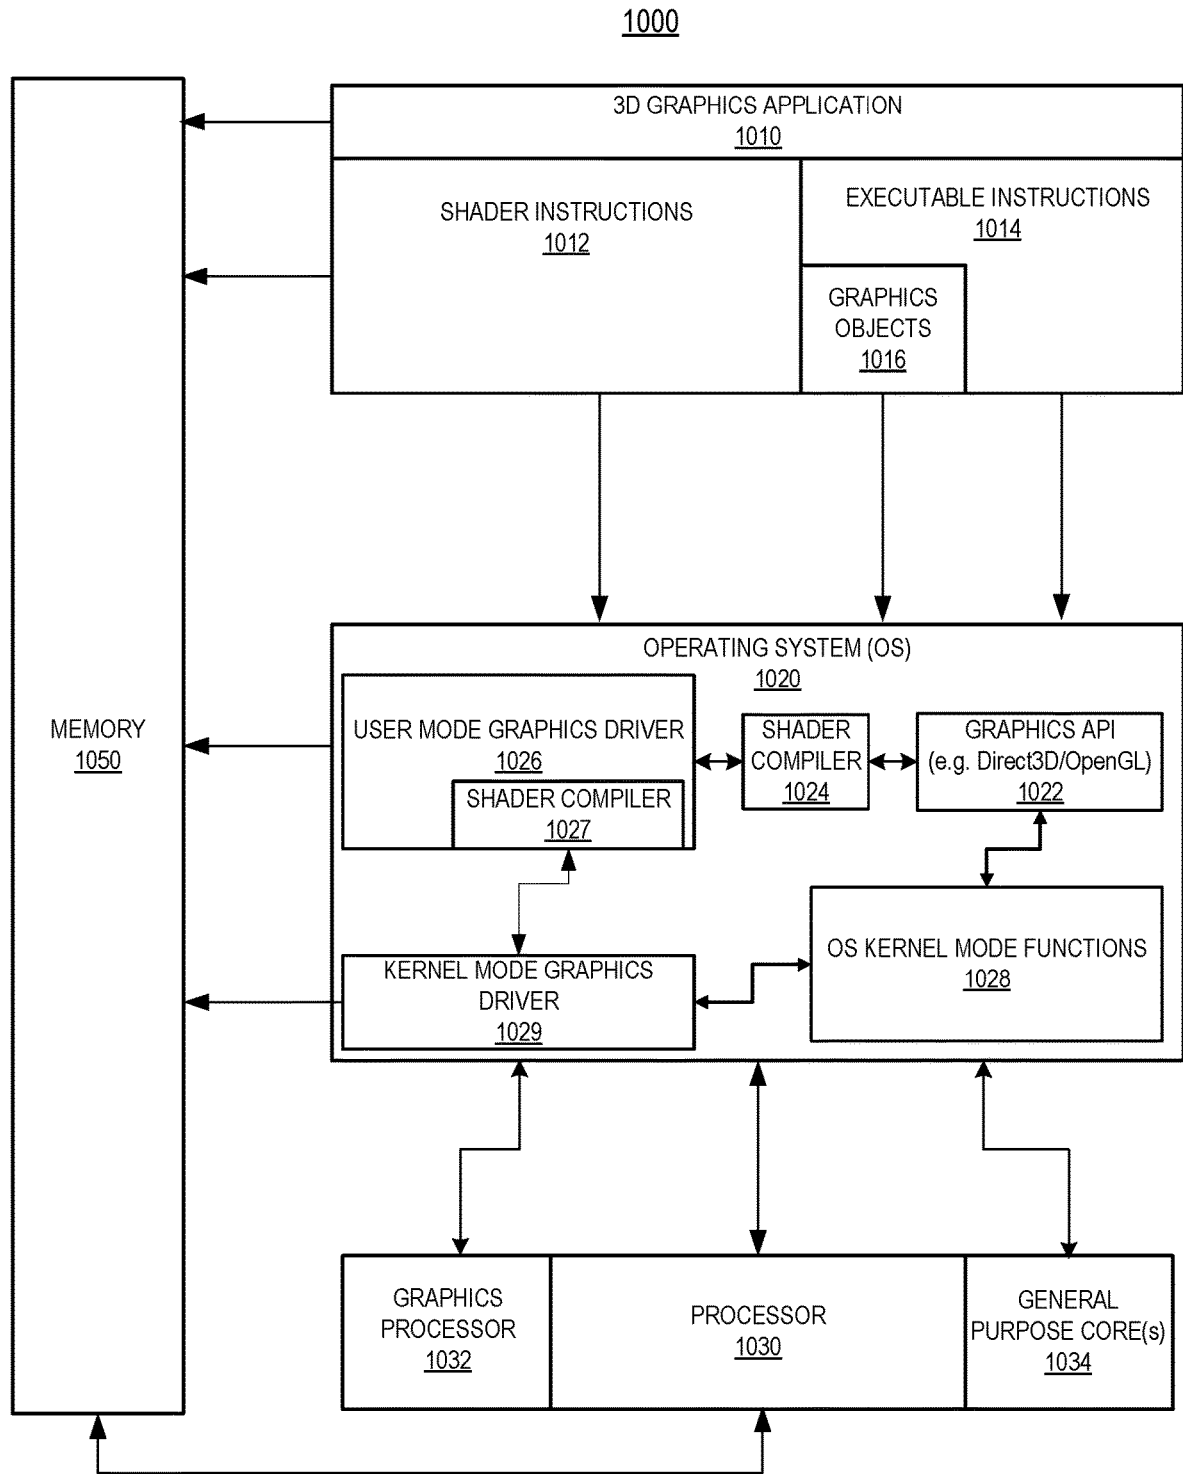 1000
3D GRAPHICS APPLICATION
1010
SHADER INSTRUCTIONS
1012
EXECUTABLE INSTRUCTIONS
1014
GRAPHICS
OBJECTS
1016
MEMORY
1050
OPERATING SYSTEM (OS)
1020
USER MODE GRAPHICS DRIVER
1026
SHADER COMPILER
1027
SHADER
COMPILER
1024
GRAPHICS API
(e.g. Direct3D/OpenGL)
1022
KERNEL MODE GRAPHICS
DRIVER
1029
OS KERNEL MODE FUNCTIONS
1028
GRAPHICS
PROCESSOR
1032
PROCESSOR
1030
GENERAL
PURPOSE CORE(s)
1034